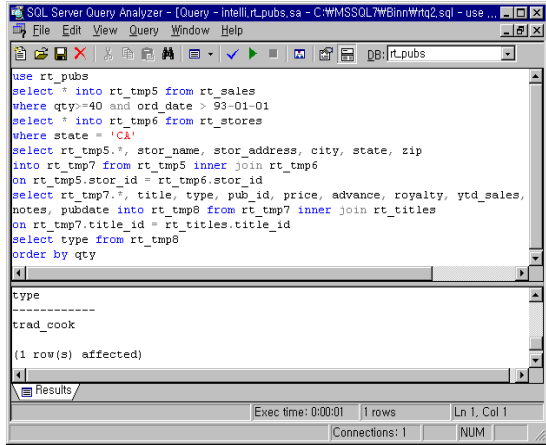 SQL Server Query Analyzer - [Query - intelli,rt_pubs,sa - C:₩MSSQL7₩Binn₩rtq2,sql - use ...
File Edit View Query Window Help
DB: rt_pubs
use rt_pubs
select * into rt_tmp5 from rt_sales
where qty>=40 and ord_date > 93-01-01
select * into rt_tmp6 from rt_stores
where state = 'CA'
select rt_tmp5.*, stor_name, stor_address, city, state, zip
into rt_tmp7 from rt_tmp5 inner join rt_tmp6
on rt_tmp5.stor_id = rt_tmp6.stor_id
select rt_tmp7.*, title, type, pub_id, price, advance, royalty, ytd_sales,
notes, pubdate into rt_tmp8 from rt_tmp7 inner join rt_titles
on rt_tmp7.title_id = rt_titles.title_id
select type from rt_tmp8
order by qty
type
------------
trad_cook
(1 row(s) affected)
Results
Exec time: 0:00:01 1 rows Ln 1, Col 1
Connections: 1 NUM